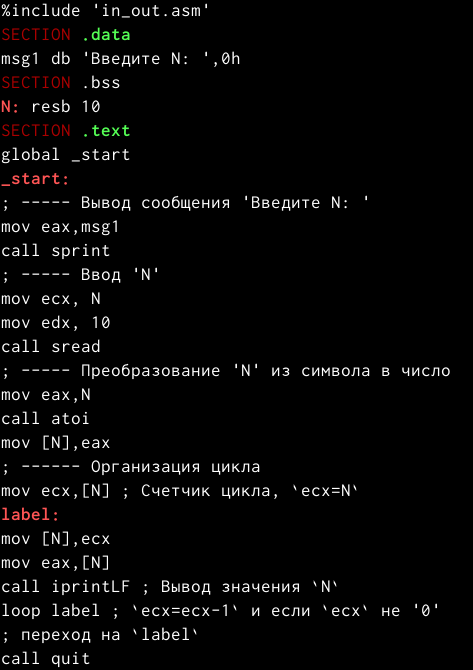 %include 'in_out.asm'
SECTION .data
msg1 db 'Введите N: ',0h
SECTION .bss
N: resb 10
SECTION .text
global _start
_start:
; ----- Вывод сообщения 'Введите N: '
mov eax,msg1
call sprint
; ----- Ввод 'N'
mov ecx, N
mov edx, 10
call sread
; ----- Преобразование 'N' из символа в число
mov eax,N
call atoi
mov [N],eax
; ------ Организация цикла
mov ecx,[N] ; Счетчик цикла, `ecx=N`
label:
mov [N],ecx
mov eax,[N]
call iprintLF ; Вывод значения `N`
loop label ; `ecx=ecx-1` и если `ecx` не '0'
; переход на `label`
call quit